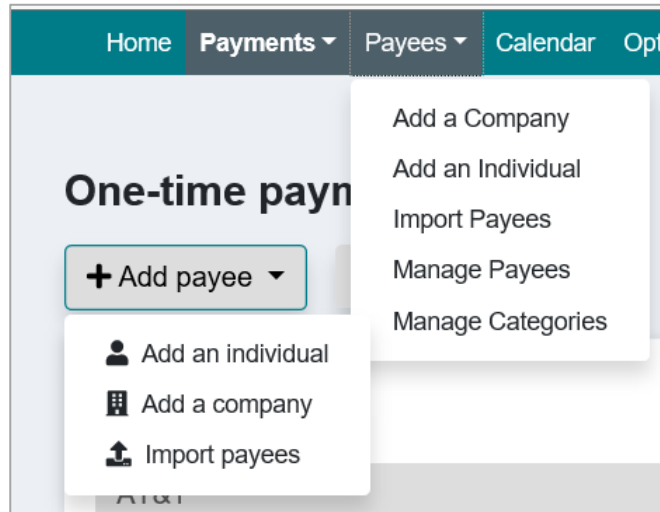 Home Payments Payees Calendar
Add a Company
Add an Individual
One-time
Import Payees
Add payee
Manage Payees
Manage Categories
Add an individual
Add a company
Import payees
AT&T